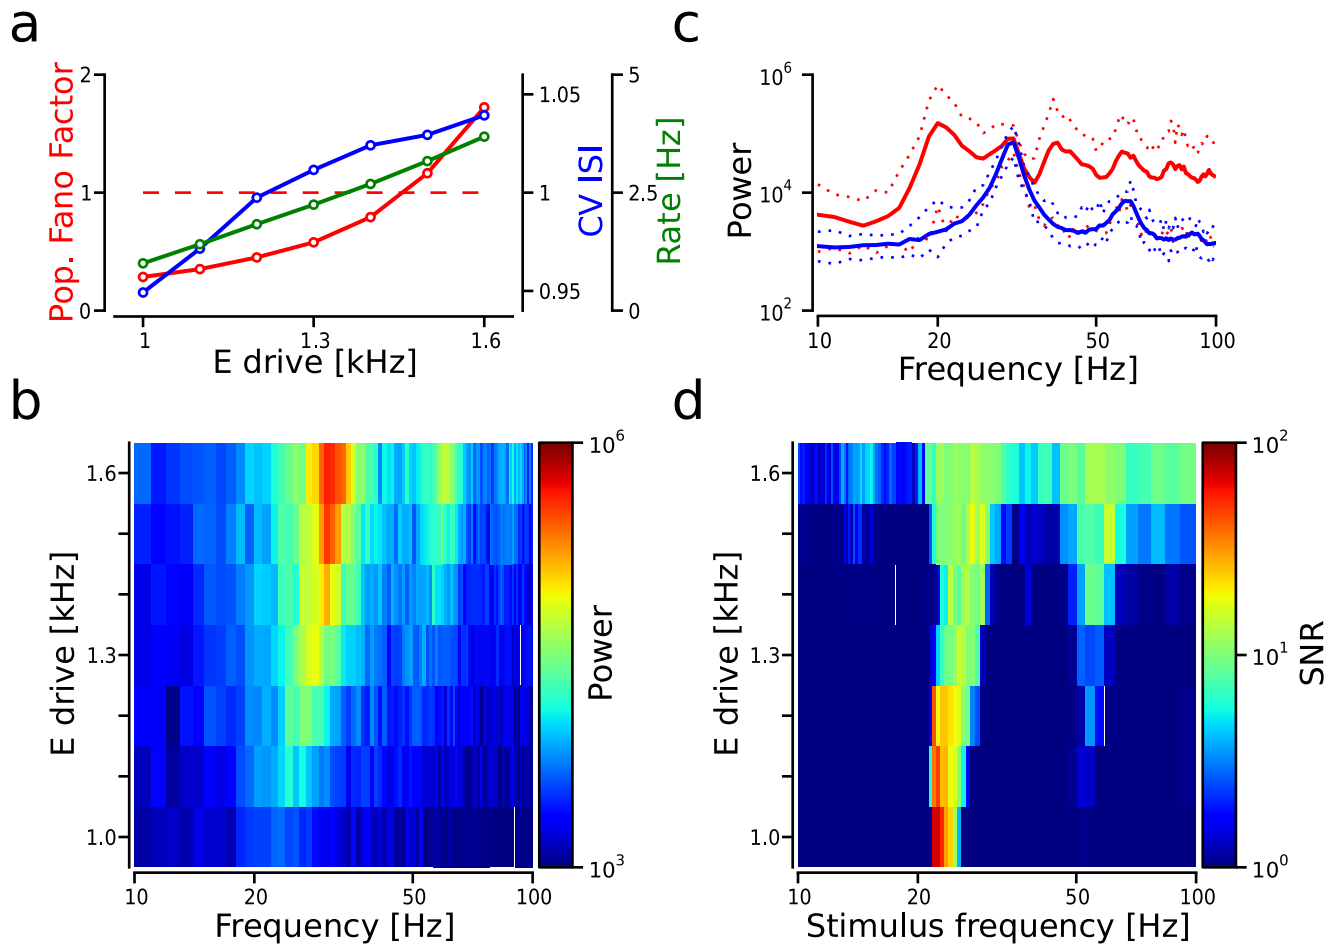 a
Pop. Fano Factor
2
1
0
1
1.3
1.6
E drive [kHz]
1.05
1
0.95
CV ISI
5
2.5
0
Rate [Hz]
c
Power
10^6
10^4
10^2
10
20
50
100
Frequency [Hz]
b
E drive [kHz]
1.6
1.3
1.0
10
20
50
100
Frequency [Hz]
10^6
10^3
Power
d
E drive [kHz]
1.6
1.3
1.0
10
20
50
100
Stimulus frequency [Hz]
10^2
10^1
10^0
SNR